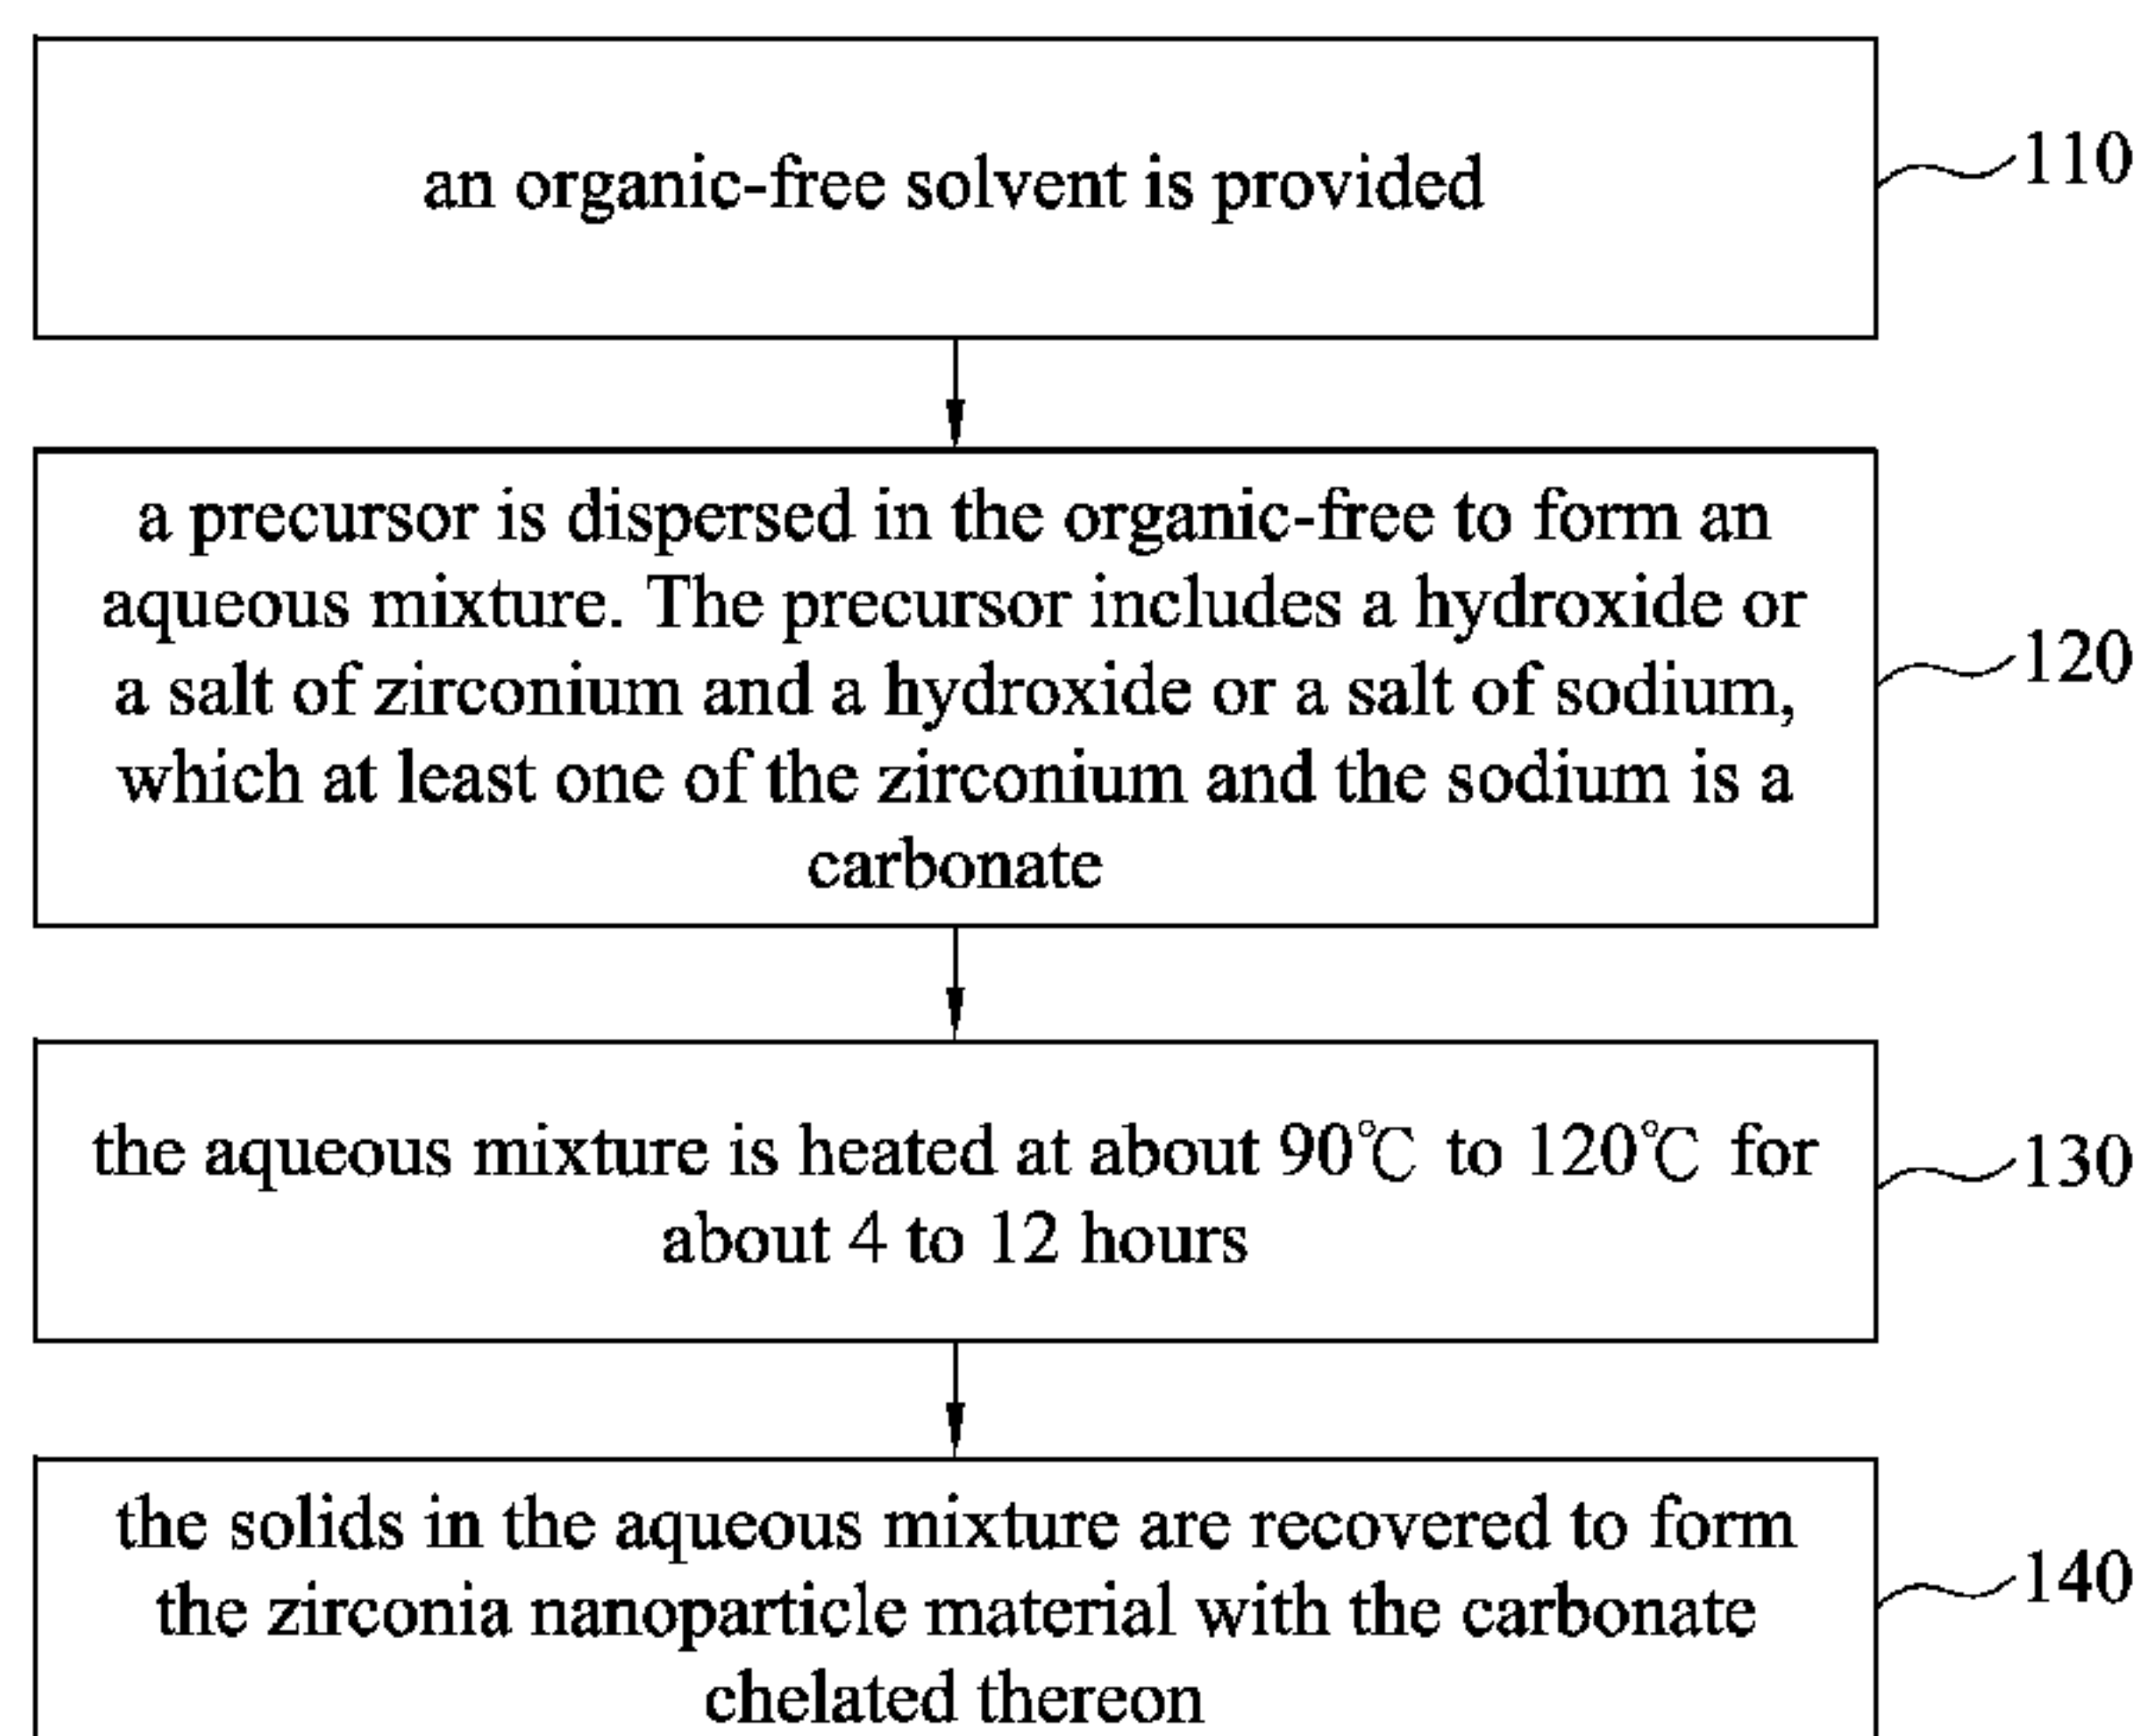 an organic-free solvent is provided
110
a precursor is dispersed in the organic-free to form an
aqueous mixture. The precursor includes a hydroxide or
a salt of zirconium and a hydroxide or a salt of sodium,
which at least one of the zirconium and the sodium is a
carbonate
120
the aqueous mixture is heated at about 90℃ to 120℃ for
about 4 to 12 hours
130
the solids in the aqueous mixture are recovered to form
the zirconia nanoparticle material with the carbonate
chelated thereon
140